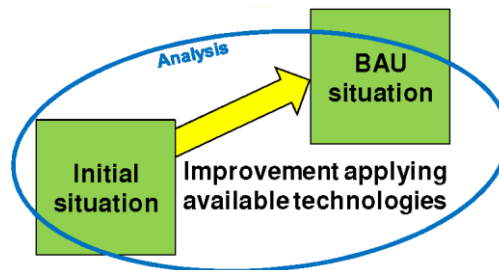 Analysis
BAU
situation
Initial
situation
Improvement applying
available technologies